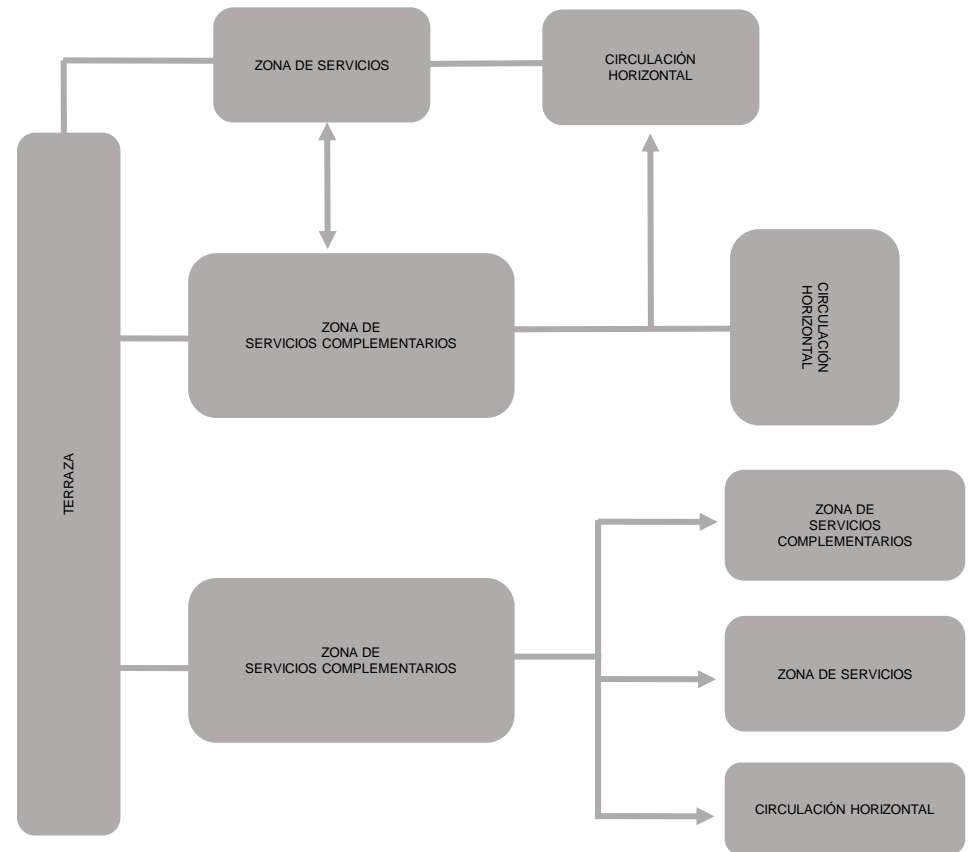 ZONA DE SERVICIOS
CIRCULACIÓN
HORIZONTAL
ZONA DE
SERVICIOS COMPLEMENTARIOS
CIRCULACIÓN
HORIZONTAL
TERRAZA
ZONA DE
SERVICIOS
COMPLEMENTARIOS
ZONA DE
SERVICIOS COMPLEMENTARIOS
ZONA DE SERVICIOS
CIRCULACIÓN HORIZONTAL